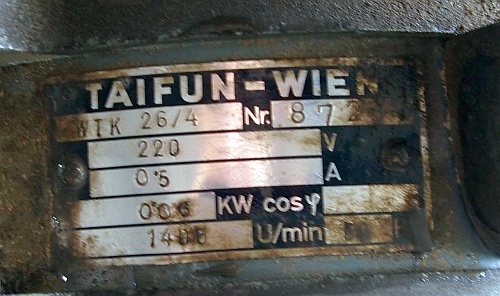 TAIFUN-WIEN
WTK 26/4 Nr. 872
220 V
0.5 A
KW cosφ
1400 U/min